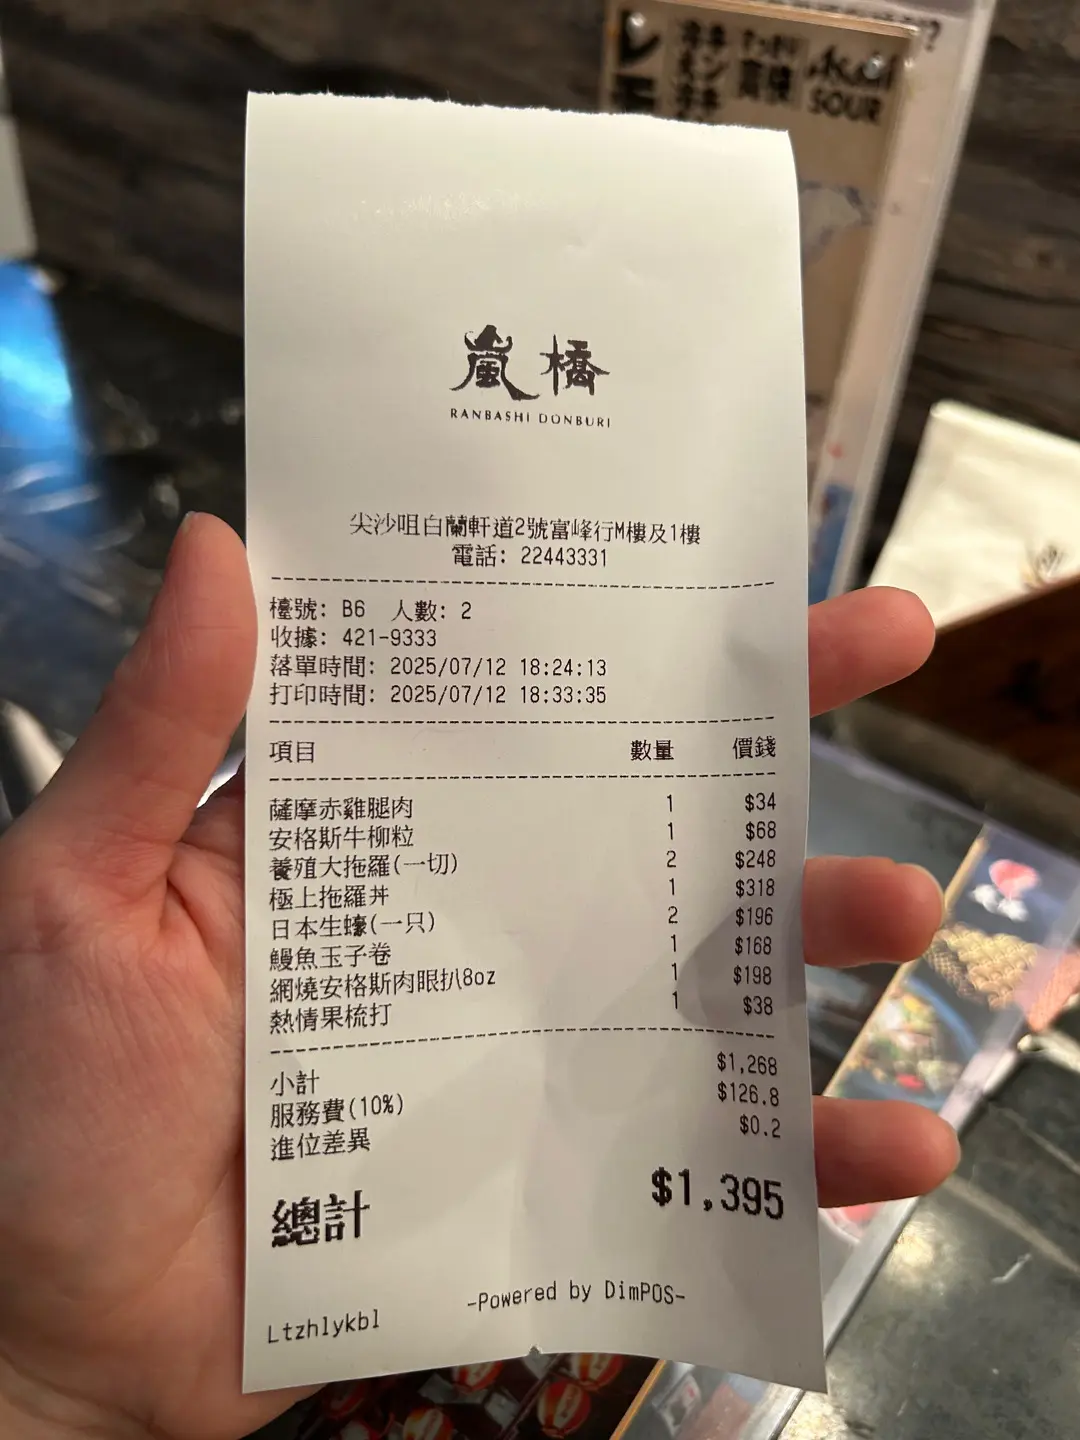 Asahi
SOUR
嵐橋
RANBASHI DONBURI
尖沙咀白蘭軒道2號富峰行M樓及1樓
電話: 22443331
檯號: B6 人數: 2
收據: 421-9333
落單時間: 2025/07/12 18:24:13
打印時間: 2025/07/12 18:33:35
項目 數量 價錢
薩摩赤雞腿肉 1 $34
安格斯牛柳粒 1 $68
養殖大拖羅(一切) 2 $248
極上拖羅丼 1 $318
日本生蠔(一只) 2 $196
鰻魚玉子卷 1 $168
網燒安格斯肉眼扒8oz 1 $198
熱情果梳打 1 $38
小計 $1,268
服務費(10%) $126.8
進位差異 $0.2
總計 $1,395
-Powered by DimPOS-
Ltzhlykbl